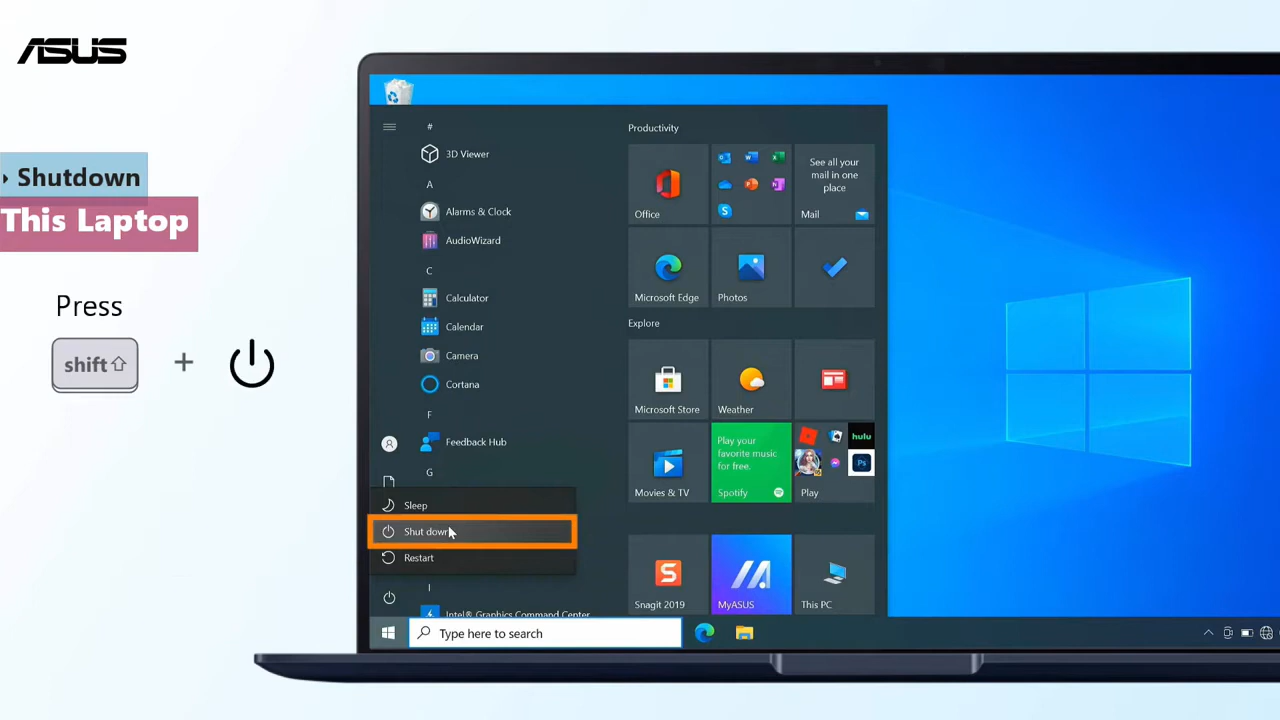 ASUS
Shutdown
This Laptop
Press
shift
+
#
3D Viewer
A
Alarms & Clock
AudioWizard
C
Calculator
Calendar
Camera
Cortana
F
Feedback Hub
G
Sleep
Shut down
Restart
I
Intel® Graphics Command Center
Type here to search
Productivity
Office
See all your
mail in one
place
Mail
Microsoft Edge
Photos
Explore
Microsoft Store
Weather
Movies & TV
Play your
favorite music
for free.
Spotify
hulu
Ps
Play
Snagit 2019
MyASUS
This PC